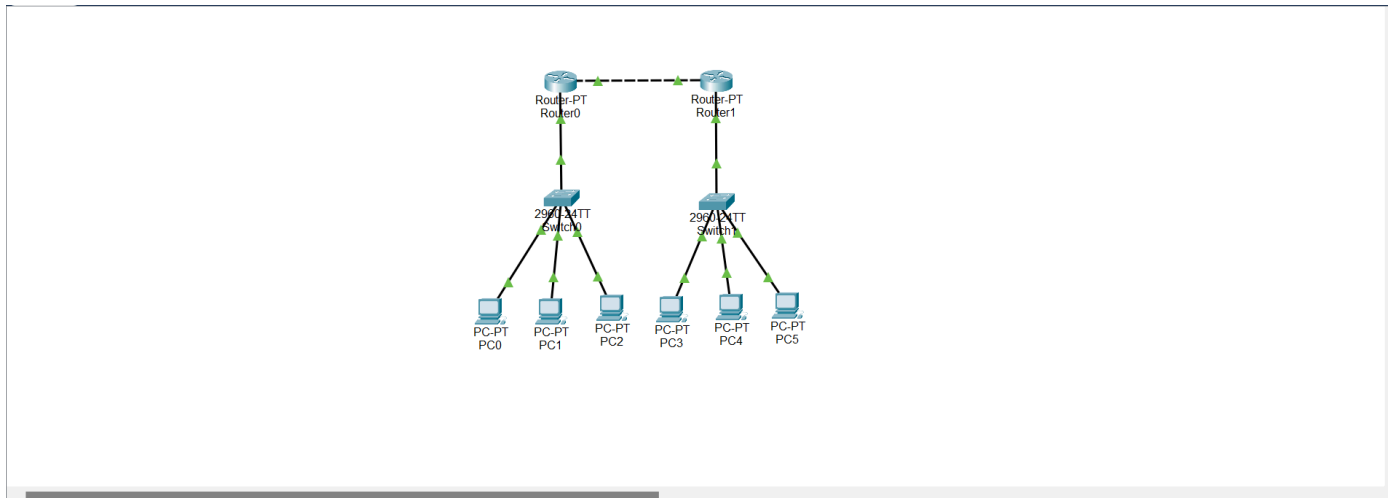 Router-PT
Router0
Router-PT
Router1
2960-24TT
Switch0
2960-24TT
Switch1
PC-PT
PC0
PC-PT
PC1
PC-PT
PC2
PC-PT
PC3
PC-PT
PC4
PC-PT
PC5